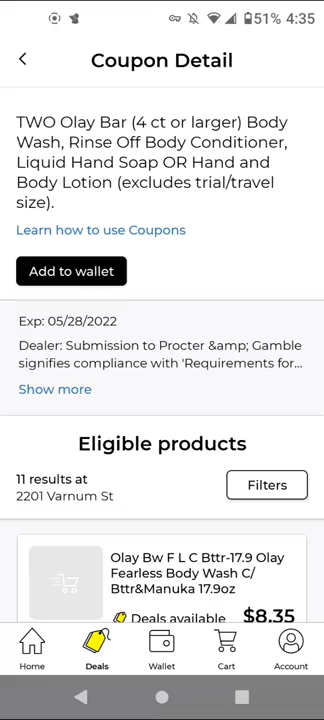 51% 4:35
Coupon Detail
TWO Olay Bar (4 ct or larger) Body
Wash, Rinse Off Body Conditioner,
Liquid Hand Soap OR Hand and
Body Lotion (excludes trial/travel
size).
Learn how to use Coupons
Add to wallet
Exp: 05/28/2022
Dealer: Submission to Procter &amp; Gamble
signifies compliance with 'Requirements for...
Show more
Eligible products
11 results at
2201 Varnum St
Filters
Olay Bw F L C Bttr-17.9 Olay
Fearless Body Wash C/
Bttr&Manuka 17.9oz
Deals available $8.35
Home Deals Wallet Cart Account